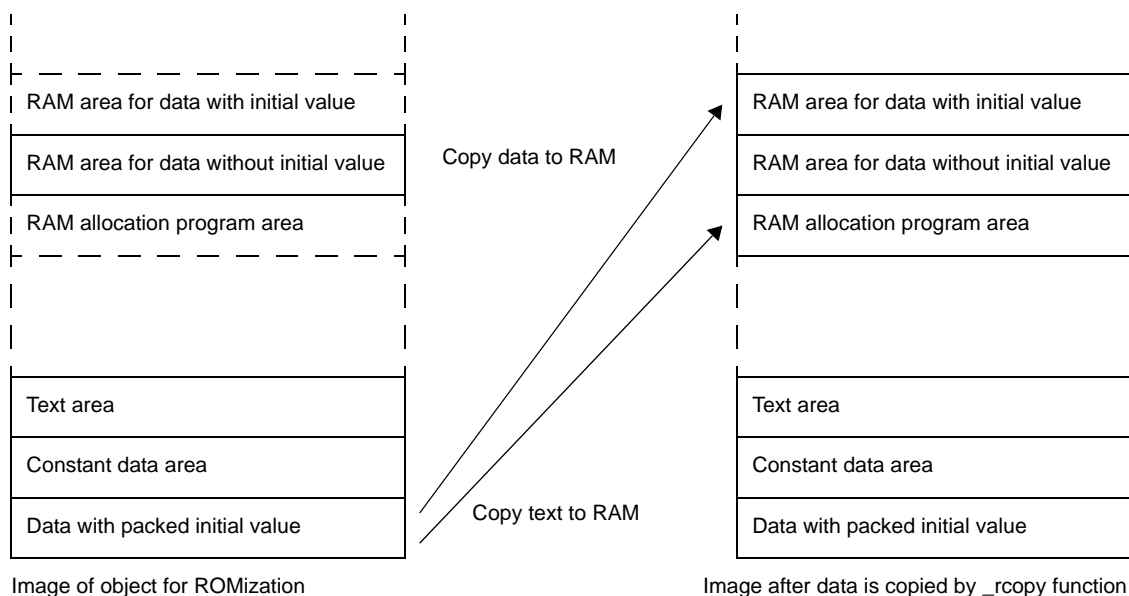 RAM area for data with initial value
RAM area for data without initial value
RAM allocation program area
Text area
Constant data area
Data with packed initial value
Image of object for ROMization
Copy data to RAM
Copy text to RAM
RAM area for data with initial value
RAM area for data without initial value
RAM allocation program area
Text area
Constant data area
Data with packed initial value
Image after data is copied by _rcopy function